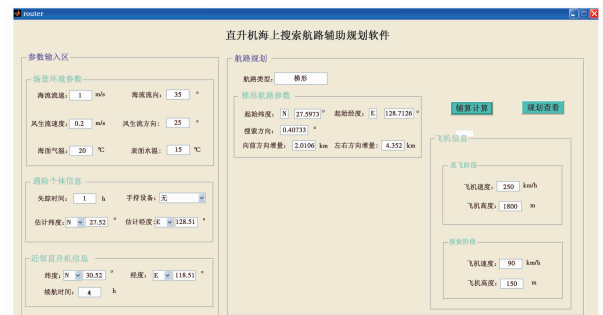 router
直升机海上搜索航路辅助规划软件
参数输入区
场景环境参数
海流流速: 1 m/s 海流流向: 35 °
风生流速度: 0.2 m/s 风生流方向: 25 °
海面气温: 20 ℃ 表面水温: 15 ℃
遇险个体信息
失踪时间: 1 h 手持设备: 无
估计纬度: N 27.52 ° 估计经度: E 128.51 °
近邻直升机信息
纬度: N 30.52 ° 经度: E 118.51 °
续航时间: 4 h
航路规划
航路类型: 梯形
梯形航路参数
起始纬度: N 27.5973 ° 起始经度: E 128.7126 °
搜索方向: 0.40733 °
向前方向增量: 2.0106 km 左右方向增量: 4.352 km
辅算计算 规划查看
飞机信息
直飞阶段
飞机速度: 250 km/h
飞机高度: 1800 m
搜索阶段
飞机速度: 90 km/h
飞机高度: 150 m